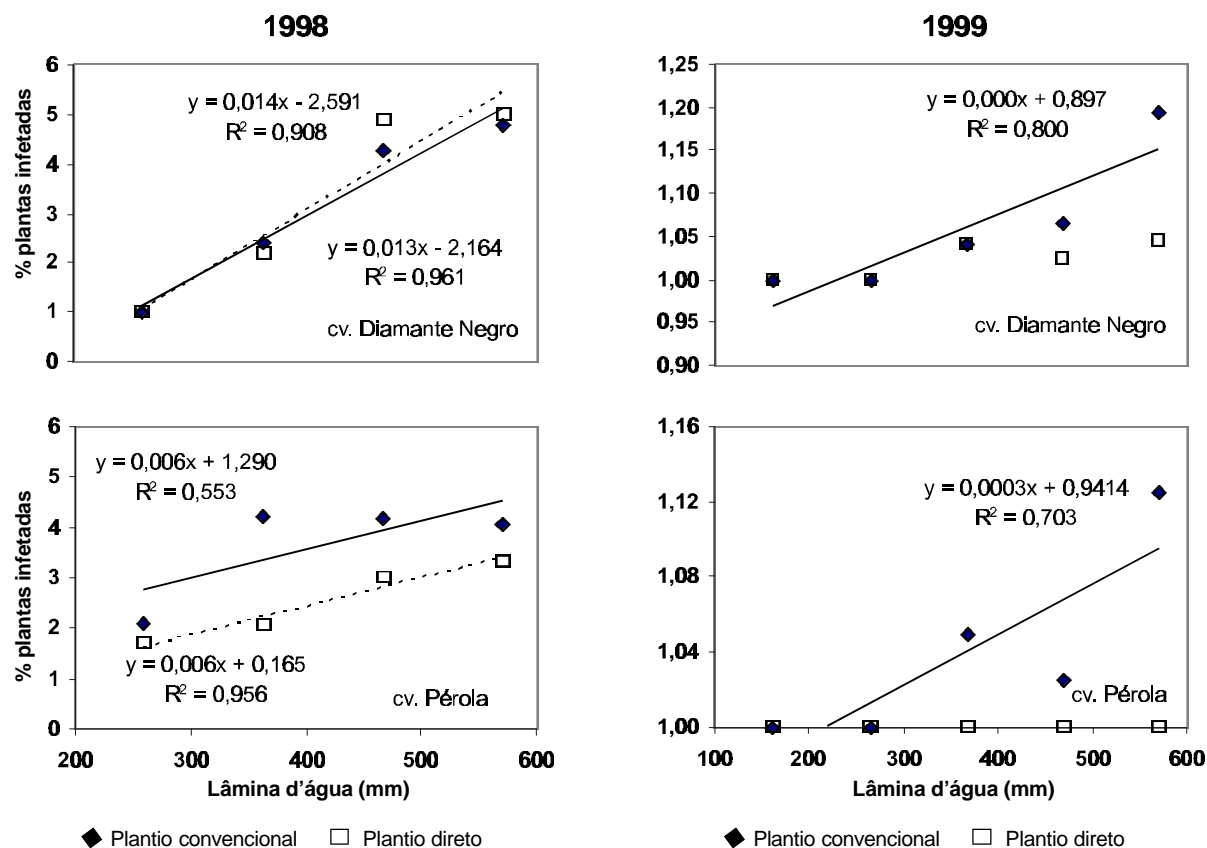 1998
% plantas infetadas
6
5
4
3
2
1
0
y = 0,014x - 2,591
R² = 0,908
y = 0,013x - 2,164
R² = 0,961
cv. Diamante Negro
1999
1,25
1,20
1,15
1,10
1,05
1,00
0,95
0,90
y = 0,000x + 0,897
R² = 0,800
cv. Diamante Negro
% plantas infetadas
6
5
4
3
2
1
0
y = 0,006x + 1,290
R² = 0,553
y = 0,006x + 0,165
R² = 0,956
cv. Pérola
200 300 400 500 600
Lâmina d'água (mm)
Plantio convencional Plantio direto
1,16
1,12
1,08
1,04
1,00
y = 0,0003x + 0,9414
R² = 0,703
cv. Pérola
100 200 300 400 500 600
Lâmina d'água (mm)
Plantio convencional Plantio direto